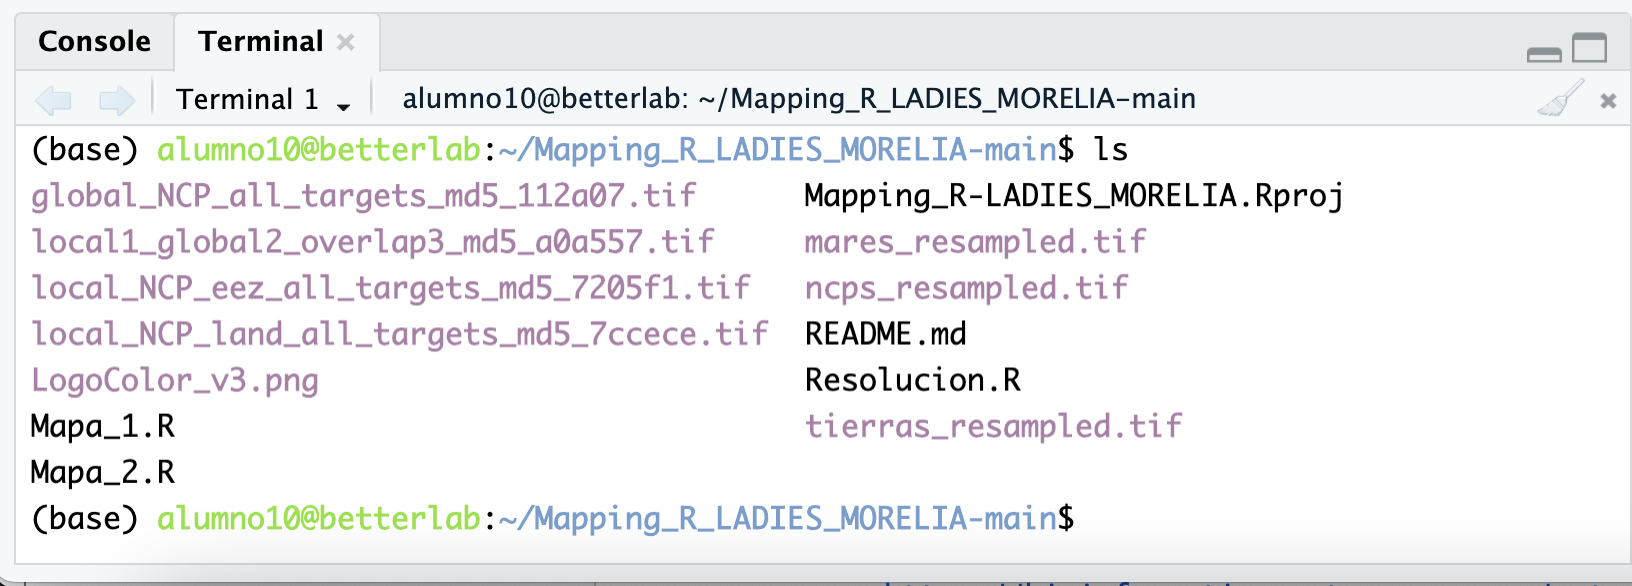 Console Terminal
Terminal 1 alumno10@betterlab: ~/Mapping_R_LADIES_MORELIA-main
(base) alumno10@betterlab:~/Mapping_R_LADIES_MORELIA-main$ ls
global_NCP_all_targets_md5_112a07.tif Mapping_R-LADIES_MORELIA.Rproj
local1_global2_overlap3_md5_a0a557.tif mares_resampled.tif
local_NCP_eez_all_targets_md5_7205f1.tif ncps_resampled.tif
local_NCP_land_all_targets_md5_7ccece.tif README.md
LogoColor_v3.png Resolucion.R
Mapa_1.R tierras_resampled.tif
Mapa_2.R
(base) alumno10@betterlab:~/Mapping_R_LADIES_MORELIA-main$